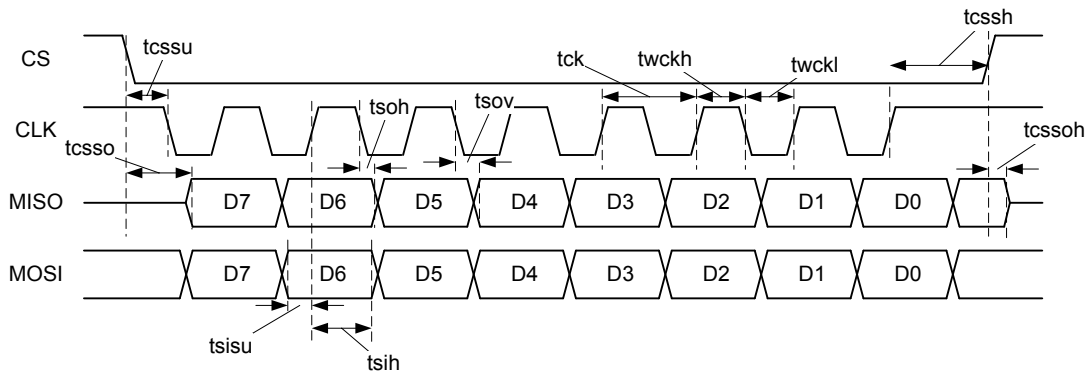 tcssh
tcssu
CS
tck
twckh
twckl
tsoh
tsov
CLK
tcsso
tcssoh
MISO
D7
D6
D5
D4
D3
D2
D1
D0
MOSI
D7
D6
D5
D4
D3
D2
D1
D0
tsisu
tsih